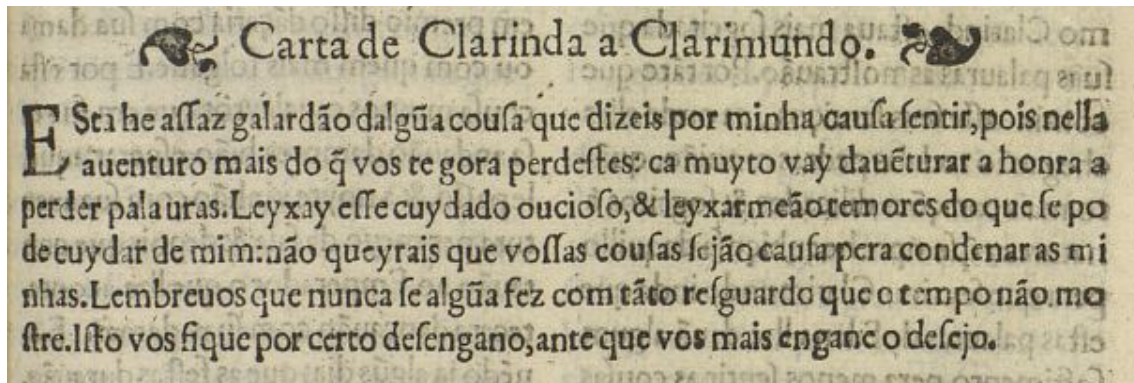 Carta de Clarinda a Clarimundo.
ESta he aſſaz galardão dalgũa couſa que dizeis por minha cauſa ſentir, pois nella
auenturo mais do q̃ vos te gora perdeſtes: ca muyto vay dauẽturar a honra a
perder palauras. Leyxay eſſe cuydado oucioſo, & leyxarmeão temores do que ſe po
de cuydar de mim: não queyrais que voſſas couſas ſejão cauſa pera condenar as mi
nhas. Lembreuos que nunca ſe algũa fez com tãto reſguardo que o tempo não mo
ſtre. Iſto vos fique por certo deſengano, ante que vos mais engane o deſejo.